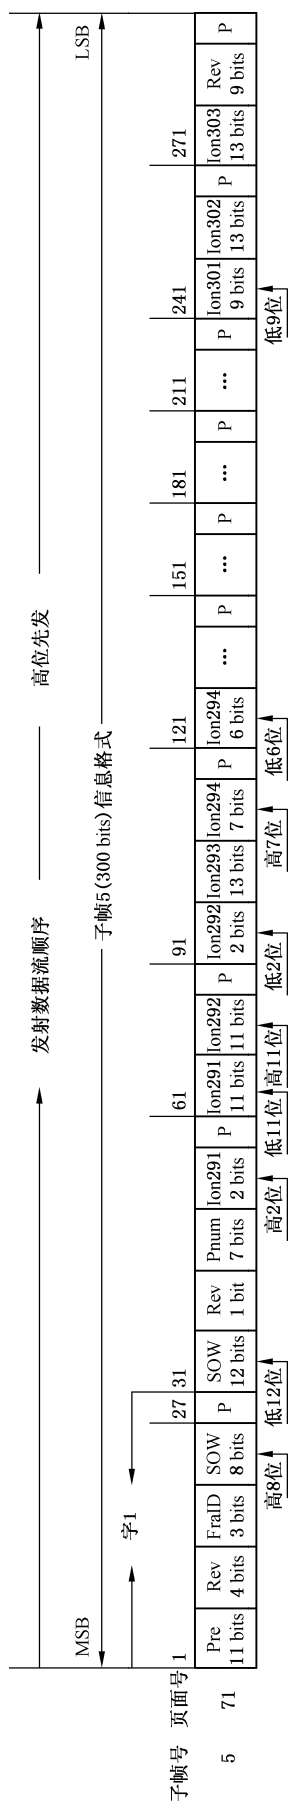 发射数据流顺序 高位先发
MSB 子帧5(300 bits)信息格式 LSB
字1
子帧号 页面号 1 27 31 61 91 121 151 181 211 241 271
5 71 Pre Rev FraID SOW P SOW Rev Pnum Ion291 P Ion291 Ion292 P Ion292 Ion293 Ion294 P Ion294 … P … P … P … P Ion301 Ion302 P Ion303 Rev P
11 bits 4 bits 3 bits 8 bits 12 bits 1 bit 7 bits 2 bits 11 bits 11 bits 2 bits 13 bits 7 bits 6 bits 9 bits 13 bits 13 bits 9 bits
高8位 低12位 高2位 低11位 高11位 低2位 高7位 低6位 低9位